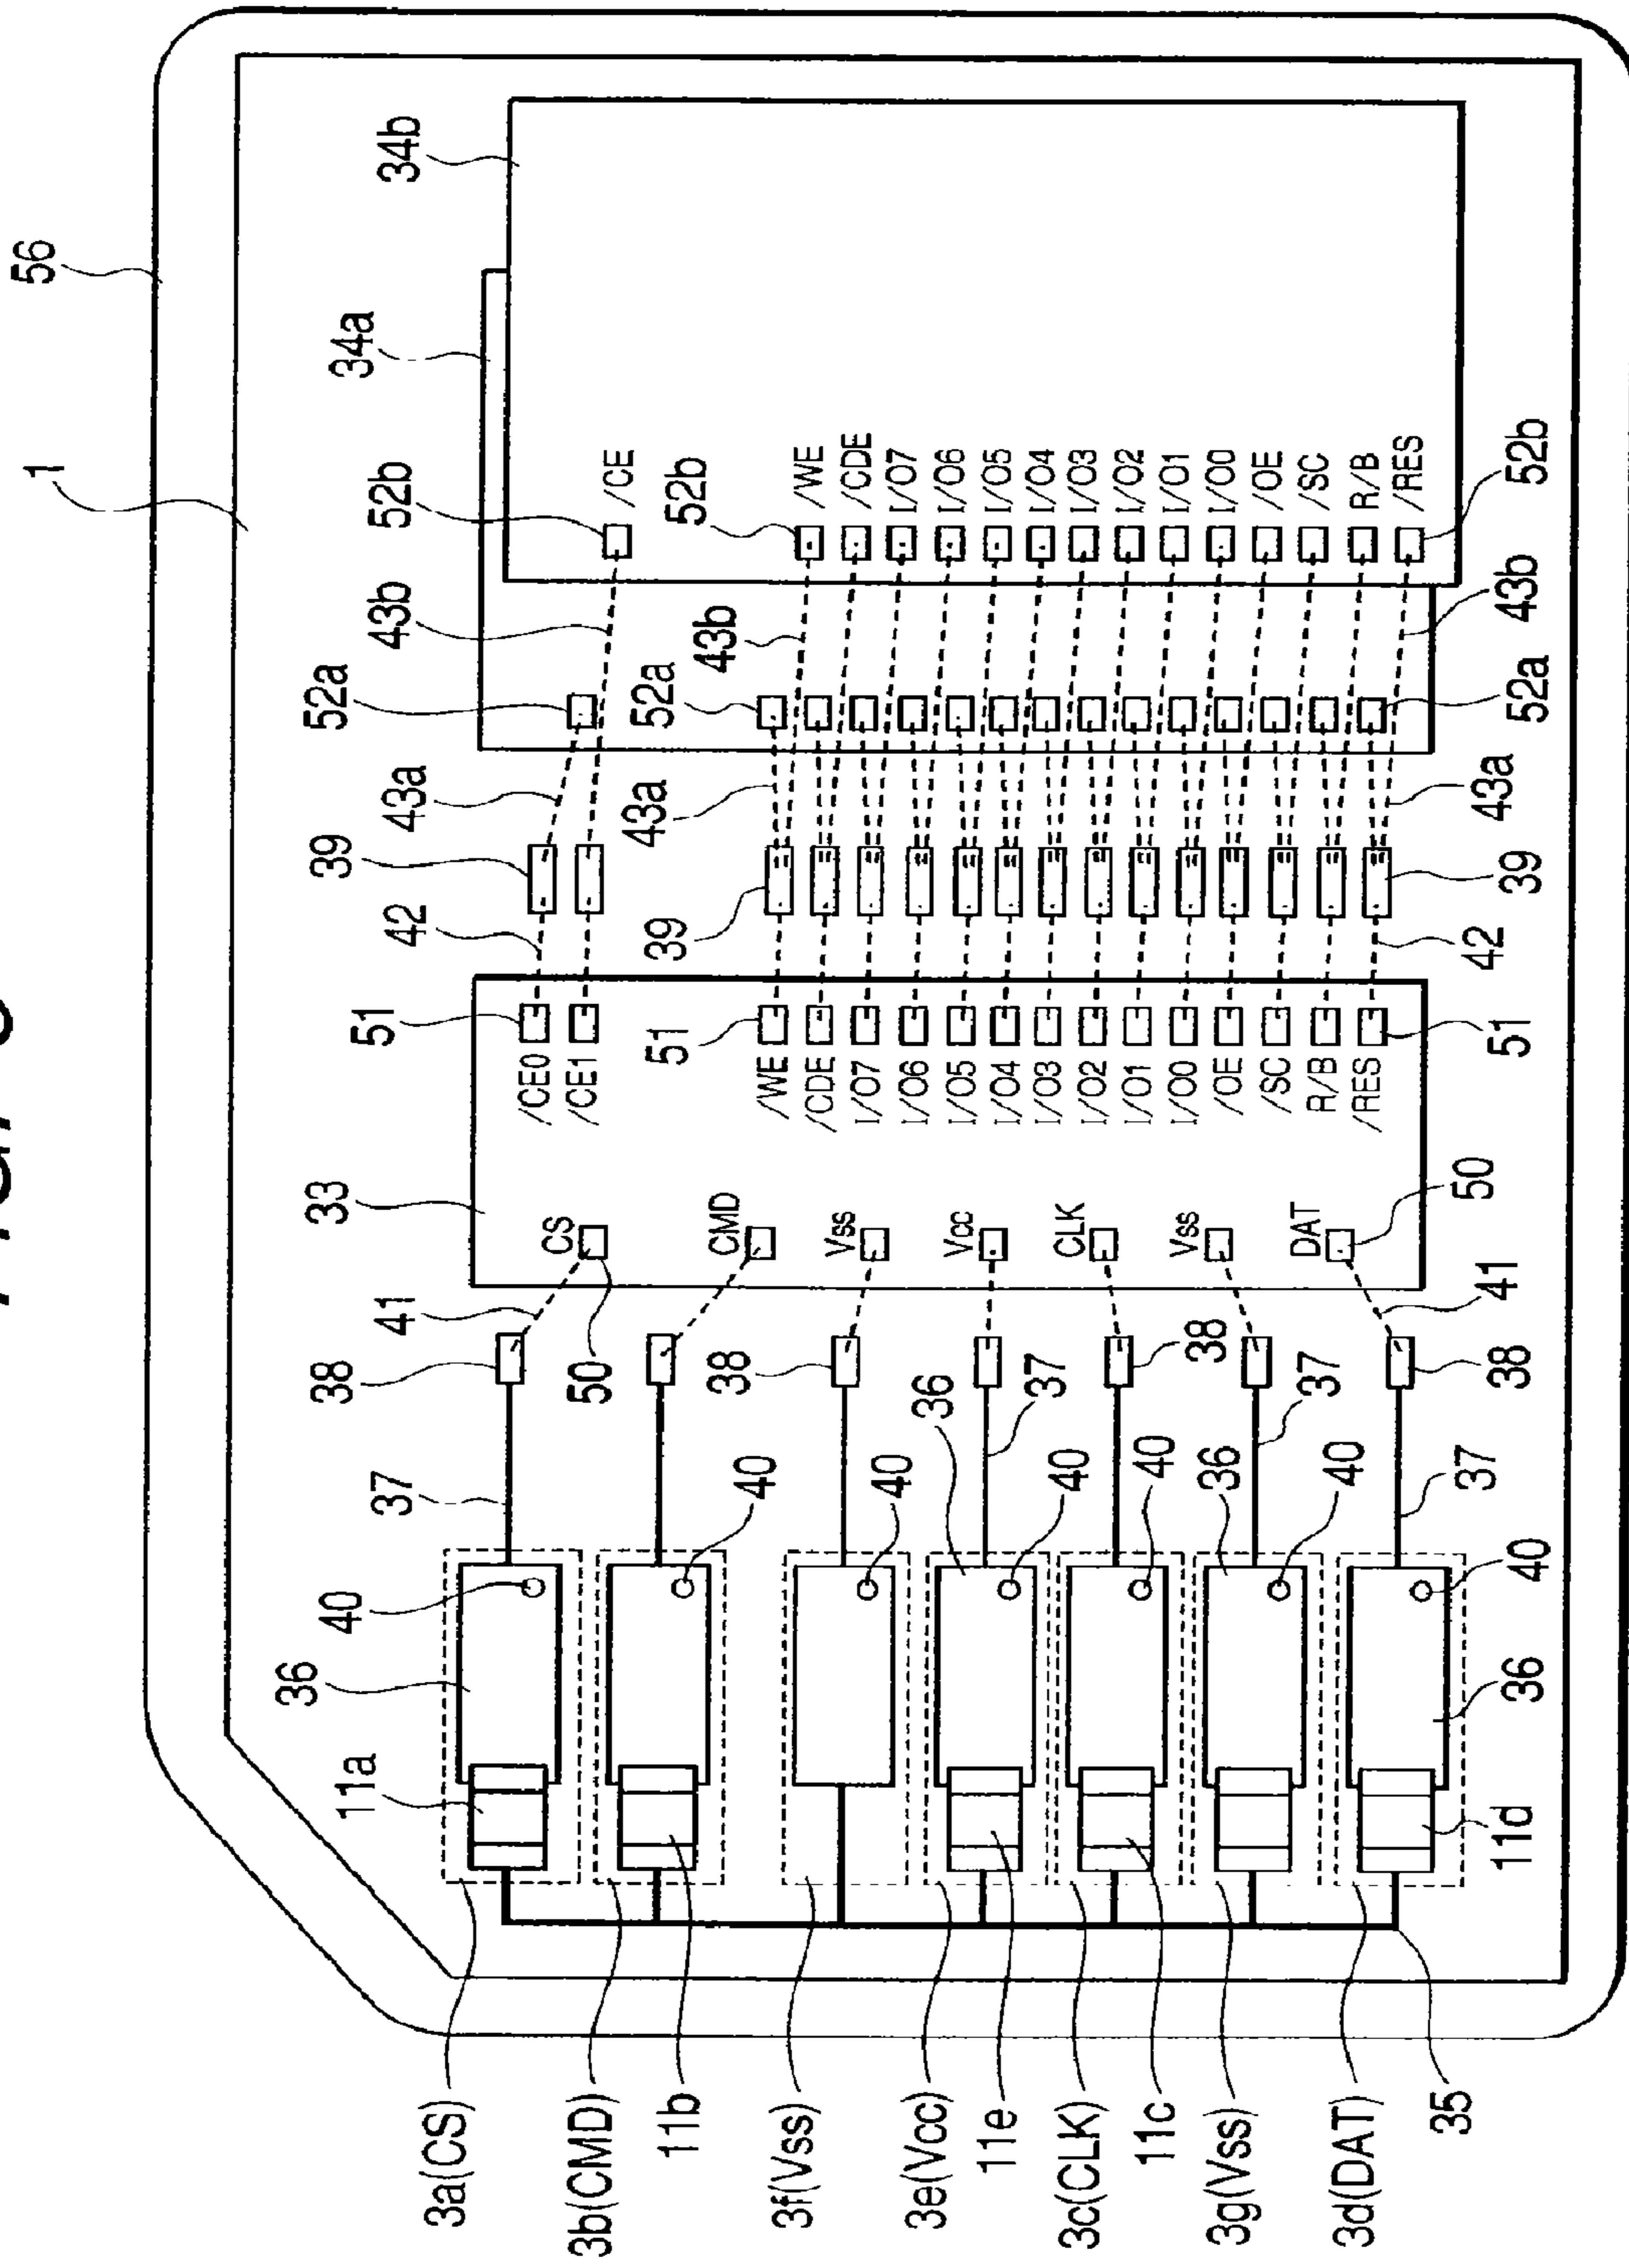 56
1
3a(CS)
11a
36
40
37
38
41
33
51
42
39
43a
52a
43b
52b
34a
34b
CS
50
/CE0
/CE1
/CE
3b(CMD)
11b
40
CMD
51
39
43a
52a
43b
52b
/WE
/WE
/CDE
/CDE
3f(Vss)
40
38
Vss
I/O7
I/O7
I/O6
I/O6
3e(Vcc)
11e
36
40
37
Vcc
I/O5
I/O5
I/O4
I/O4
3c(CLK)
11c
40
38
CLK
I/O3
I/O3
I/O2
I/O2
I/O1
I/O1
3g(Vss)
36
40
37
Vss
I/O0
I/O0
/OE
/OE
/SC
/SC
3d(DAT)
DAT
50
R/B
R/B
/RES
/RES
35
11d
36
40
37
38
41
51
42
39
43a
52a
43b
52b